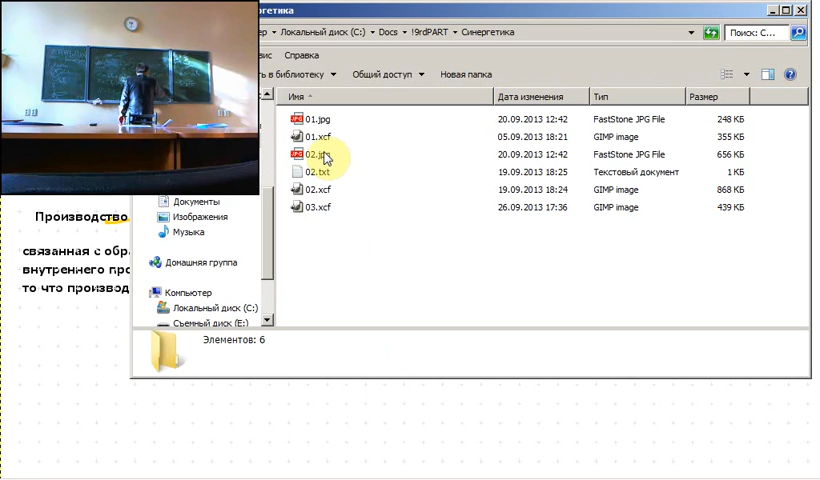 нергетика
ер
Локальный диск (C:)
Docs
!9rdPART
Синергетика
Поиск: С...
вис
Справка
ть в библиотеку
Общий доступ
Новая папка
Имя
Дата изменения
Тип
Размер
01.jpg
20.09.2013 12:42
FastStone JPG File
248 КБ
01.xcf
05.09.2013 18:21
GIMP image
355 КБ
02.jpg
20.09.2013 12:42
FastStone JPG File
656 КБ
02.txt
19.09.2013 18:25
Текстовый документ
1 КБ
02.xcf
19.09.2013 18:24
GIMP image
868 КБ
03.xcf
26.09.2013 17:36
GIMP image
439 КБ
Документы
Изображения
Музыка
Домашняя группа
Компьютер
Локальный диск (C:)
Съемный диск (E:)
Элементов: 6
Производство
связанная с обра
внутреннего про
то что производ